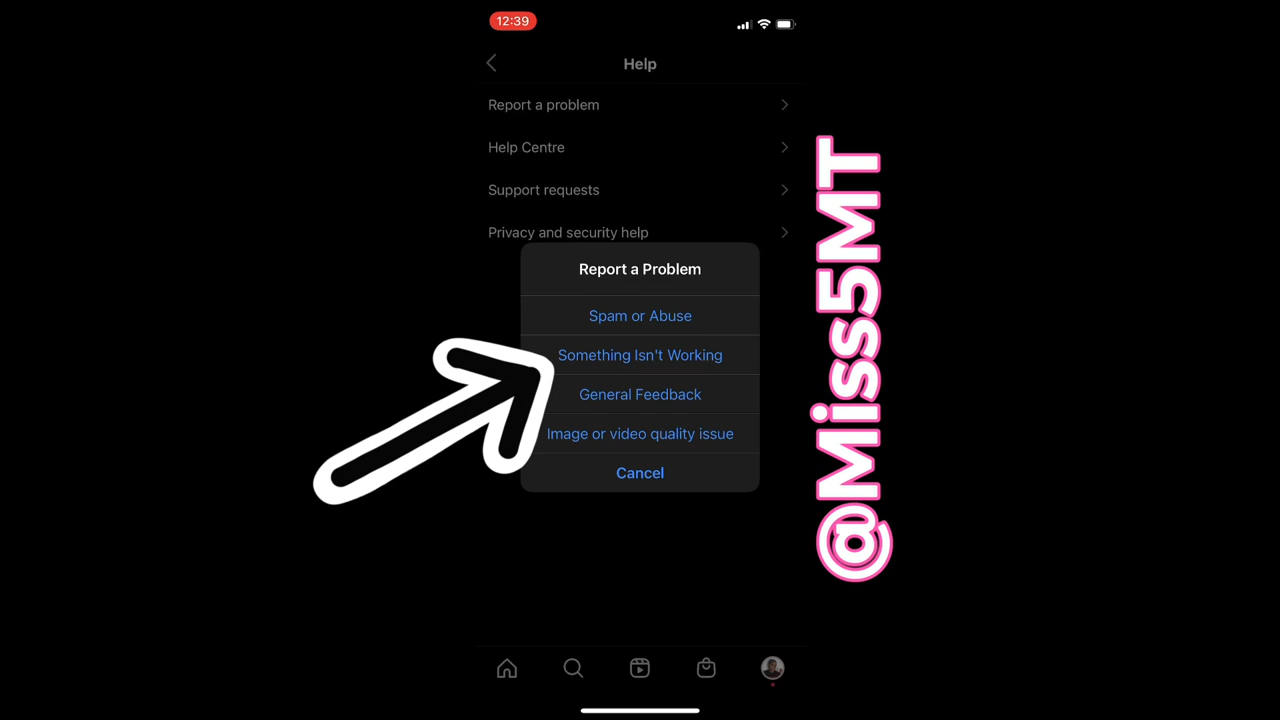 12:39
Help
Report a problem
Help Centre
Support requests
Privacy and security help
Report a Problem
Spam or Abuse
Something Isn't Working
General Feedback
Image or video quality issue
Cancel
@Miss5MT